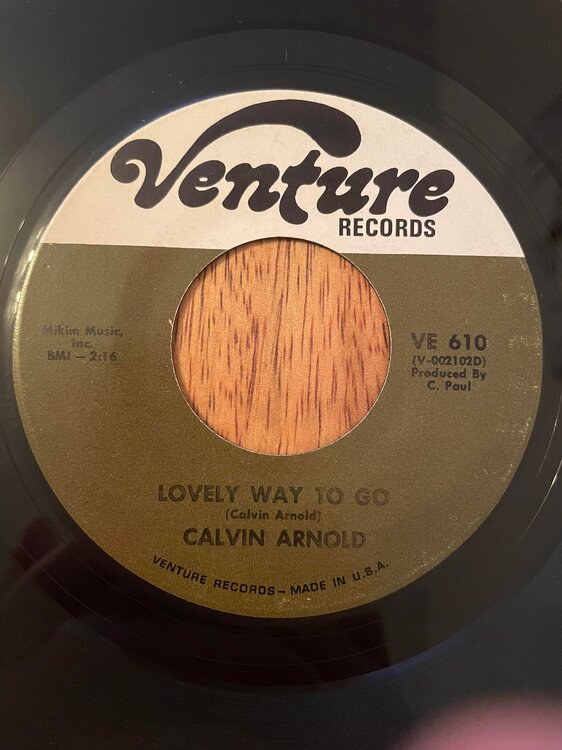 Venture
RECORDS
Mikim Music,
Inc.
BMI — 2:16
VE 610
(V-002102D)
Produced By
C. Paul
LOVELY WAY TO GO
(Calvin Arnold)
CALVIN ARNOLD
VENTURE RECORDS — MADE IN U.S.A.